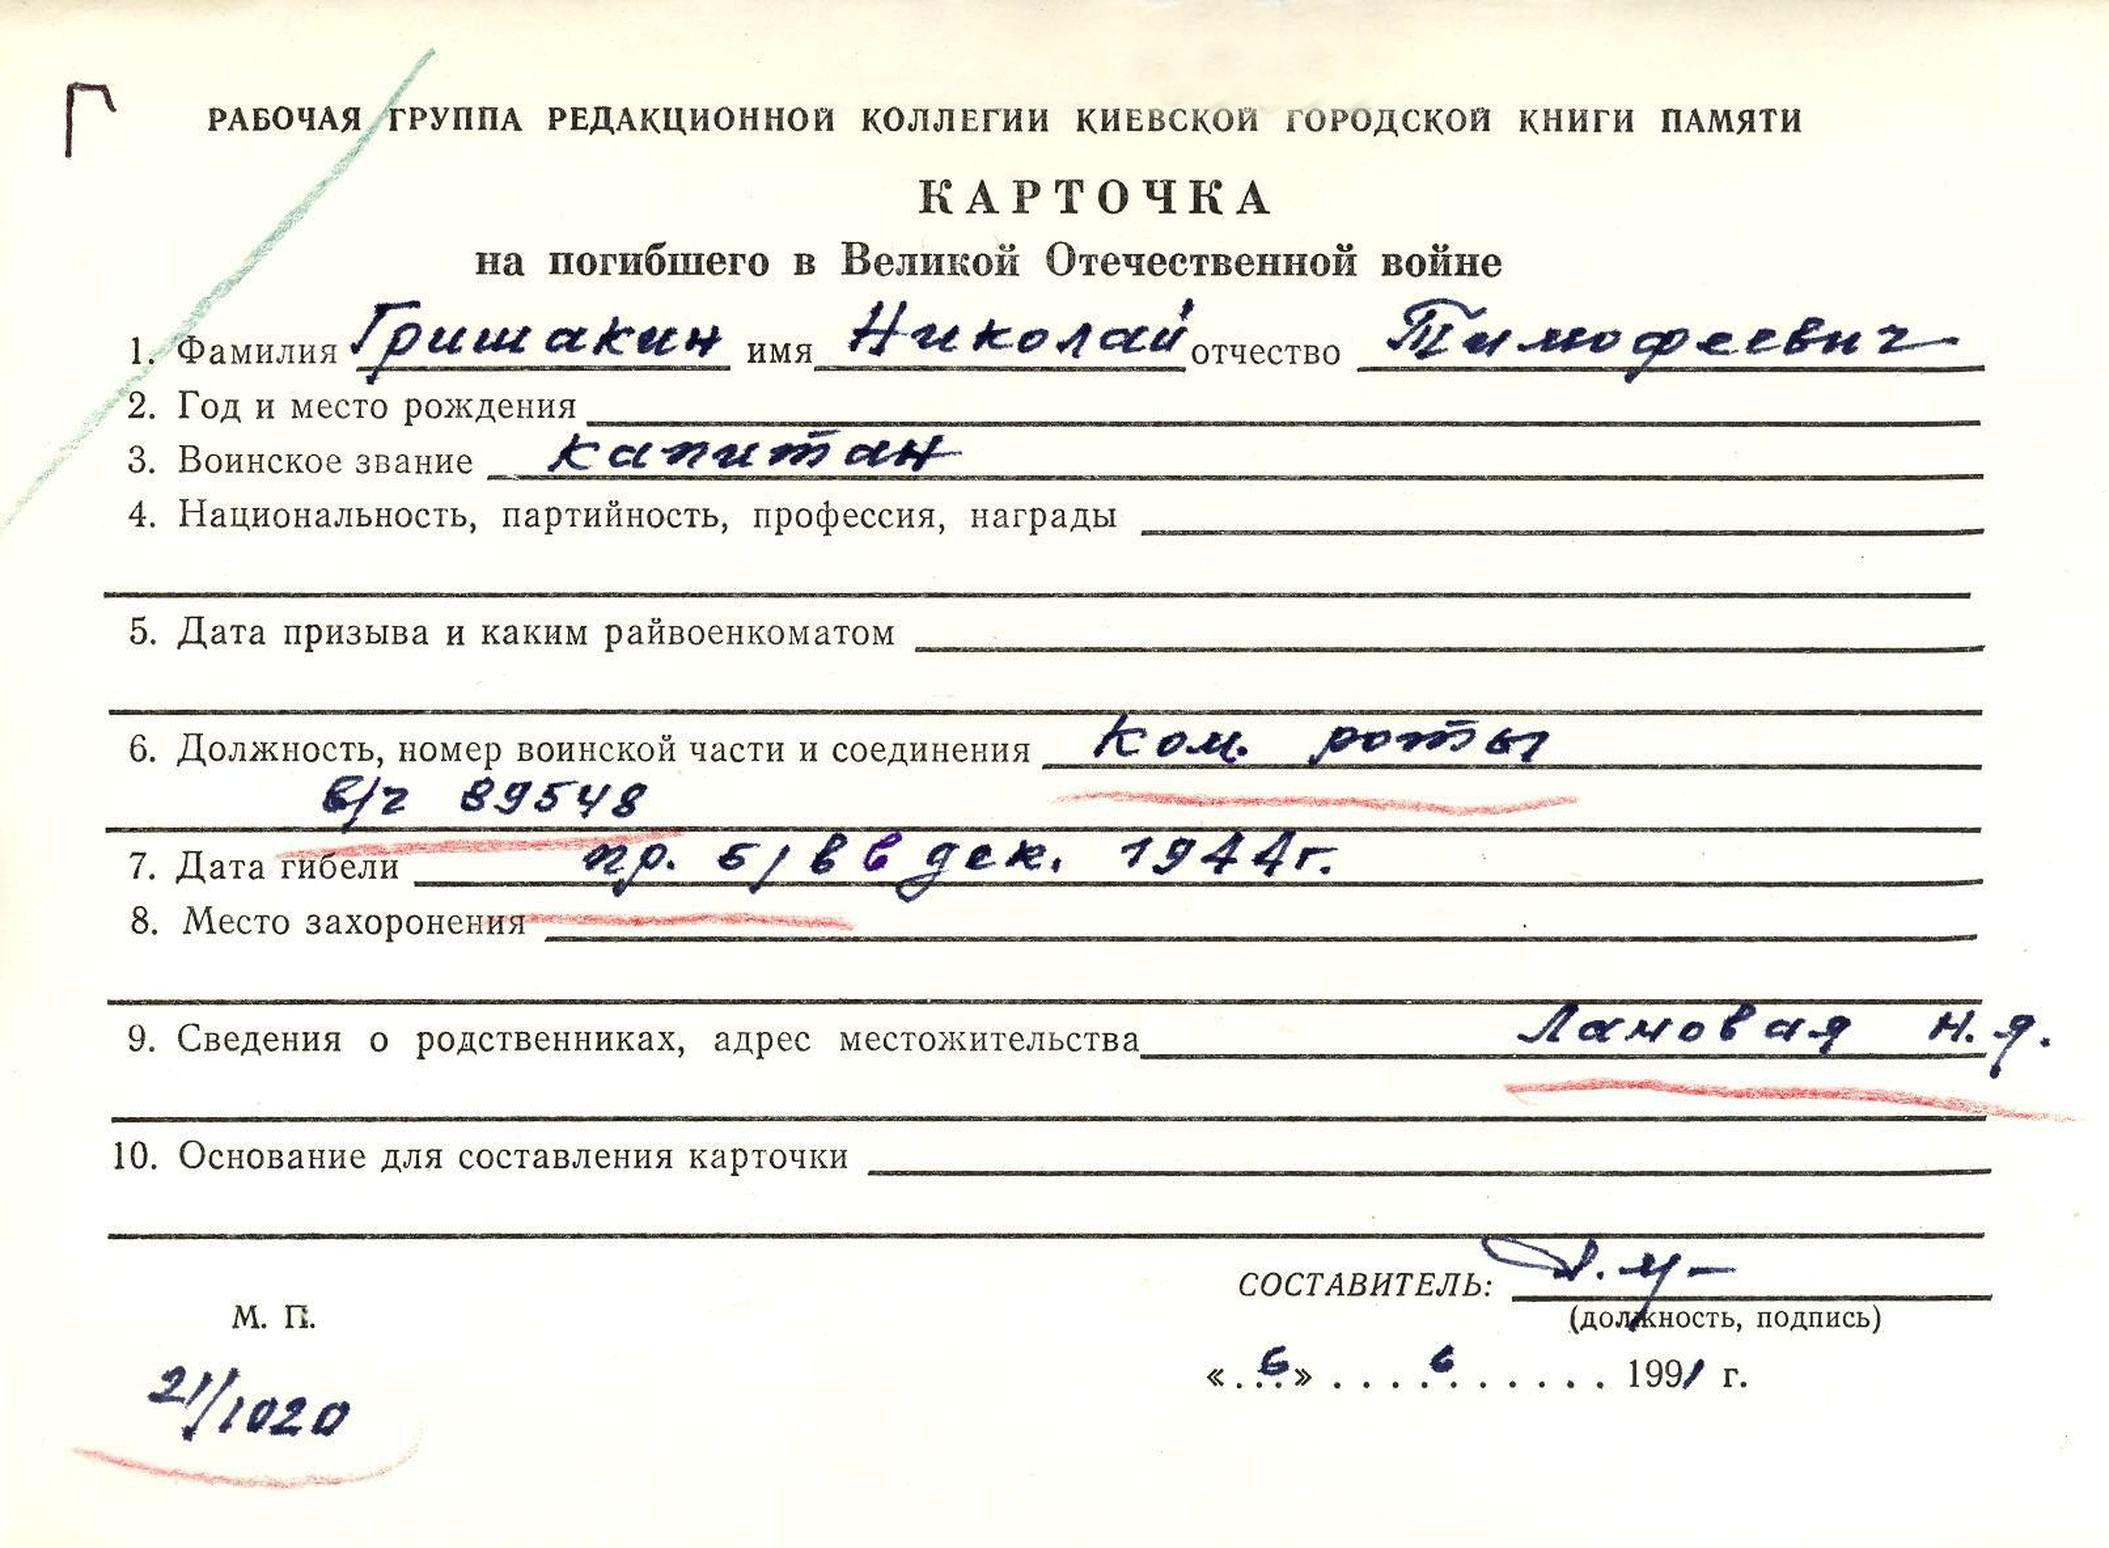 Г
РАБОЧАЯ ГРУППА РЕДАКЦИОННОЙ КОЛЛЕГИИ КИЕВСКОЙ ГОРОДСКОЙ КНИГИ ПАМЯТИ
КАРТОЧКА
на погибшего в Великой Отечественной войне
1. Фамилия Гришакин имя Николай отчество Тимофеевич
2. Год и место рождения
3. Воинское звание капитан
4. Национальность, партийность, профессия, награды
5. Дата призыва и каким райвоенкоматом
6. Должность, номер воинской части и соединения ком. роты
в/ч 89548
7. Дата гибели пр. б/в в дек. 1944г.
8. Место захоронения
9. Сведения о родственниках, адрес местожительства Лановая Н.Я.
10. Основание для составления карточки
СОСТАВИТЕЛЬ:
(должность, подпись)
М. П.
«.6.» .... 6 ...... 1991 г.
21/1020